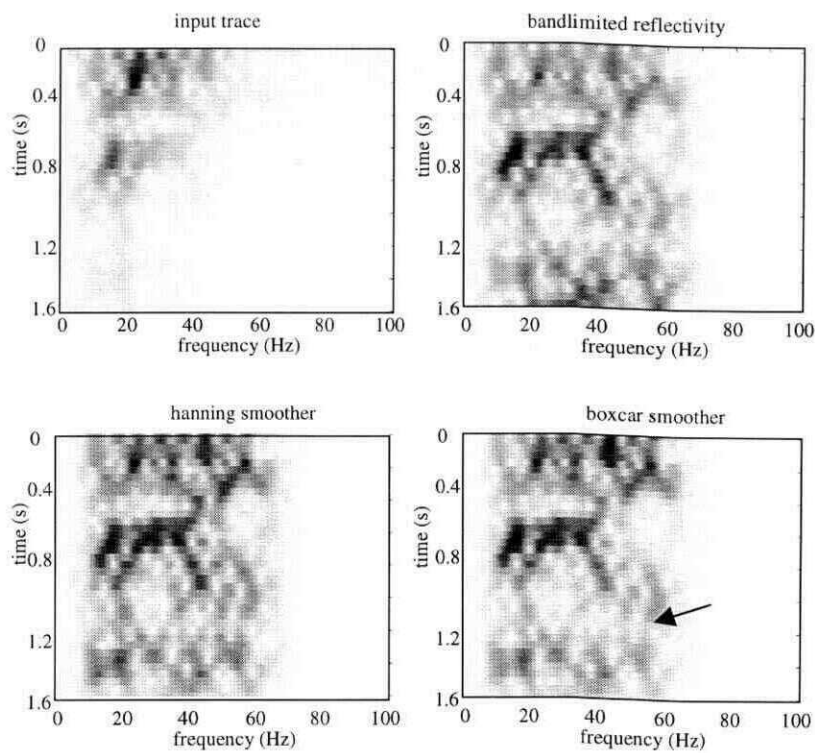 input trace
0
0.4
0.8
1.2
1.6
time (s)
0 20 40 60 80 100
frequency (Hz)
bandlimited reflectivity
0
0.4
0.8
1.2
1.6
time (s)
0 20 40 60 80 100
frequency (Hz)
hanning smoother
0
0.4
0.8
1.2
1.6
time (s)
0 20 40 60 80 100
frequency (Hz)
boxcar smoother
0
0.4
0.8
1.2
1.6
time (s)
0 20 40 60 80 100
frequency (Hz)